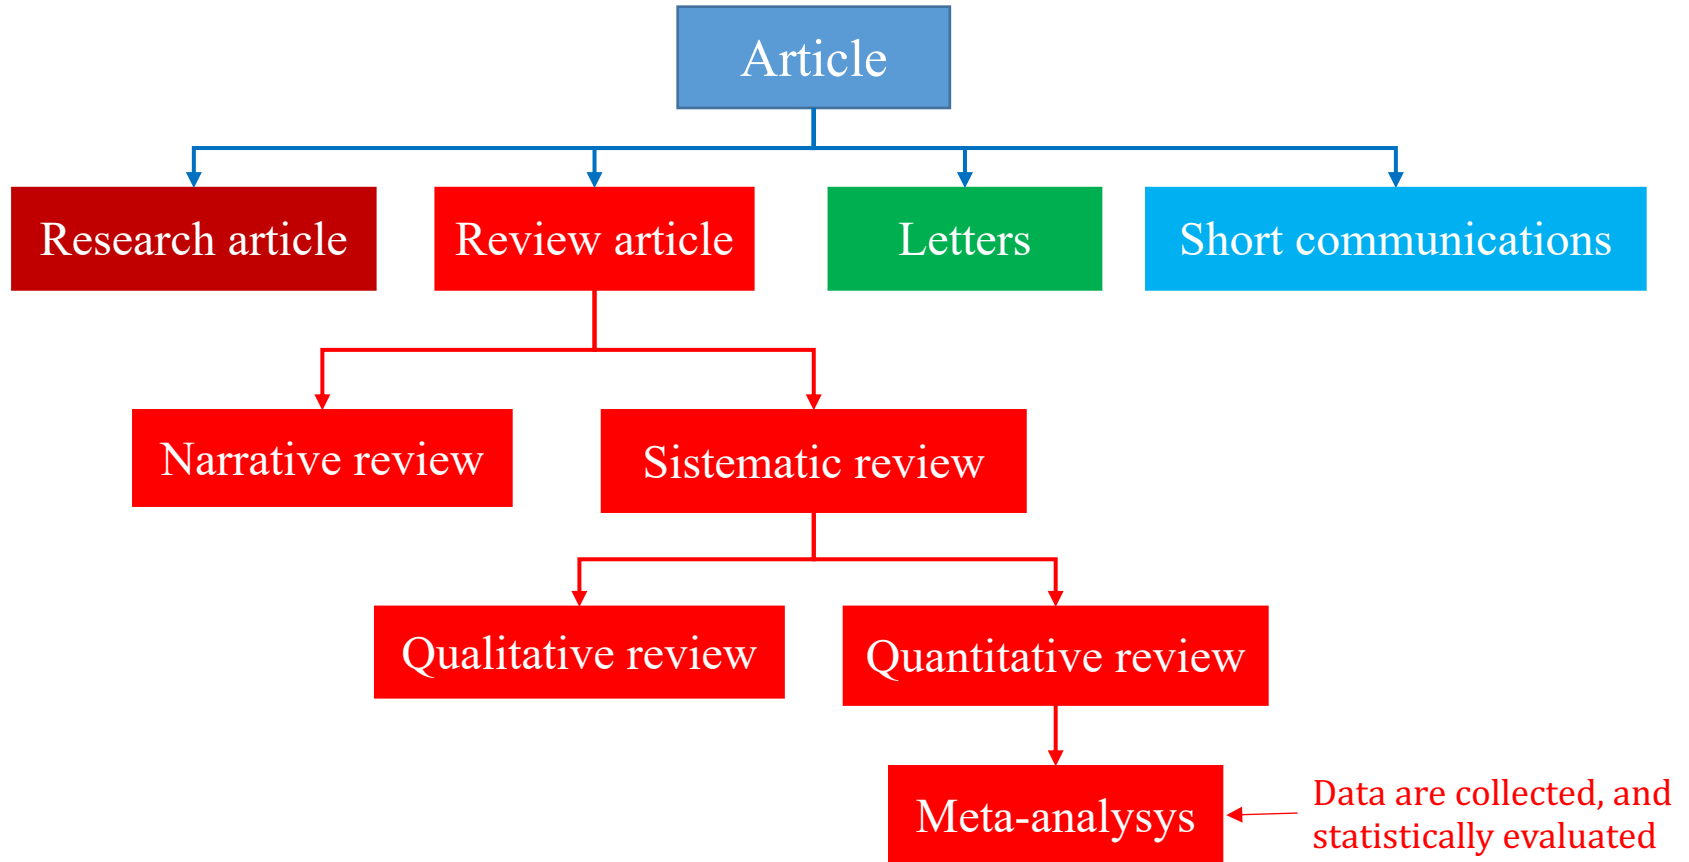 Article
Research article
Review article
Letters
Short communications
Narrative review
Sistematic review
Qualitative review
Quantitative review
Meta-analysys
Data are collected, and
statistically evaluated